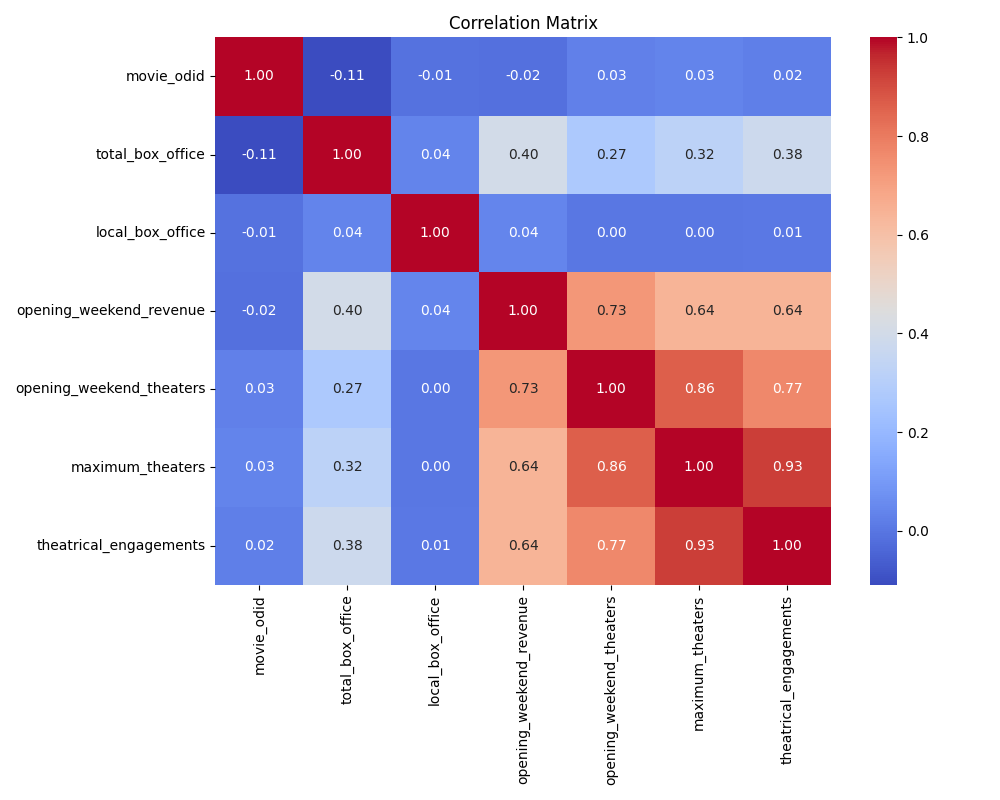 Correlation Matrix
movie_odid 1.00 -0.11 -0.01 -0.02 0.03 0.03 0.02
total_box_office -0.11 1.00 0.04 0.40 0.27 0.32 0.38
local_box_office -0.01 0.04 1.00 0.04 0.00 0.00 0.01
opening_weekend_revenue -0.02 0.40 0.04 1.00 0.73 0.64 0.64
opening_weekend_theaters 0.03 0.27 0.00 0.73 1.00 0.86 0.77
maximum_theaters 0.03 0.32 0.00 0.64 0.86 1.00 0.93
theatrical_engagements 0.02 0.38 0.01 0.64 0.77 0.93 1.00
movie_odid
total_box_office
local_box_office
opening_weekend_revenue
opening_weekend_theaters
maximum_theaters
theatrical_engagements
1.0
0.8
0.6
0.4
0.2
0.0